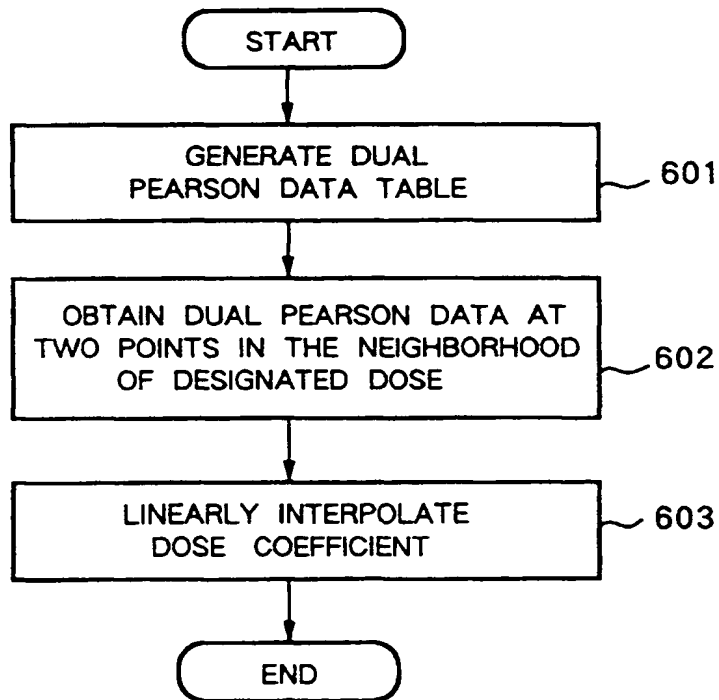 START
GENERATE DUAL
PEARSON DATA TABLE
601
OBTAIN DUAL PEARSON DATA AT
TWO POINTS IN THE NEIGHBORHOOD
OF DESIGNATED DOSE
602
LINEARLY INTERPOLATE
DOSE COEFFICIENT
603
END